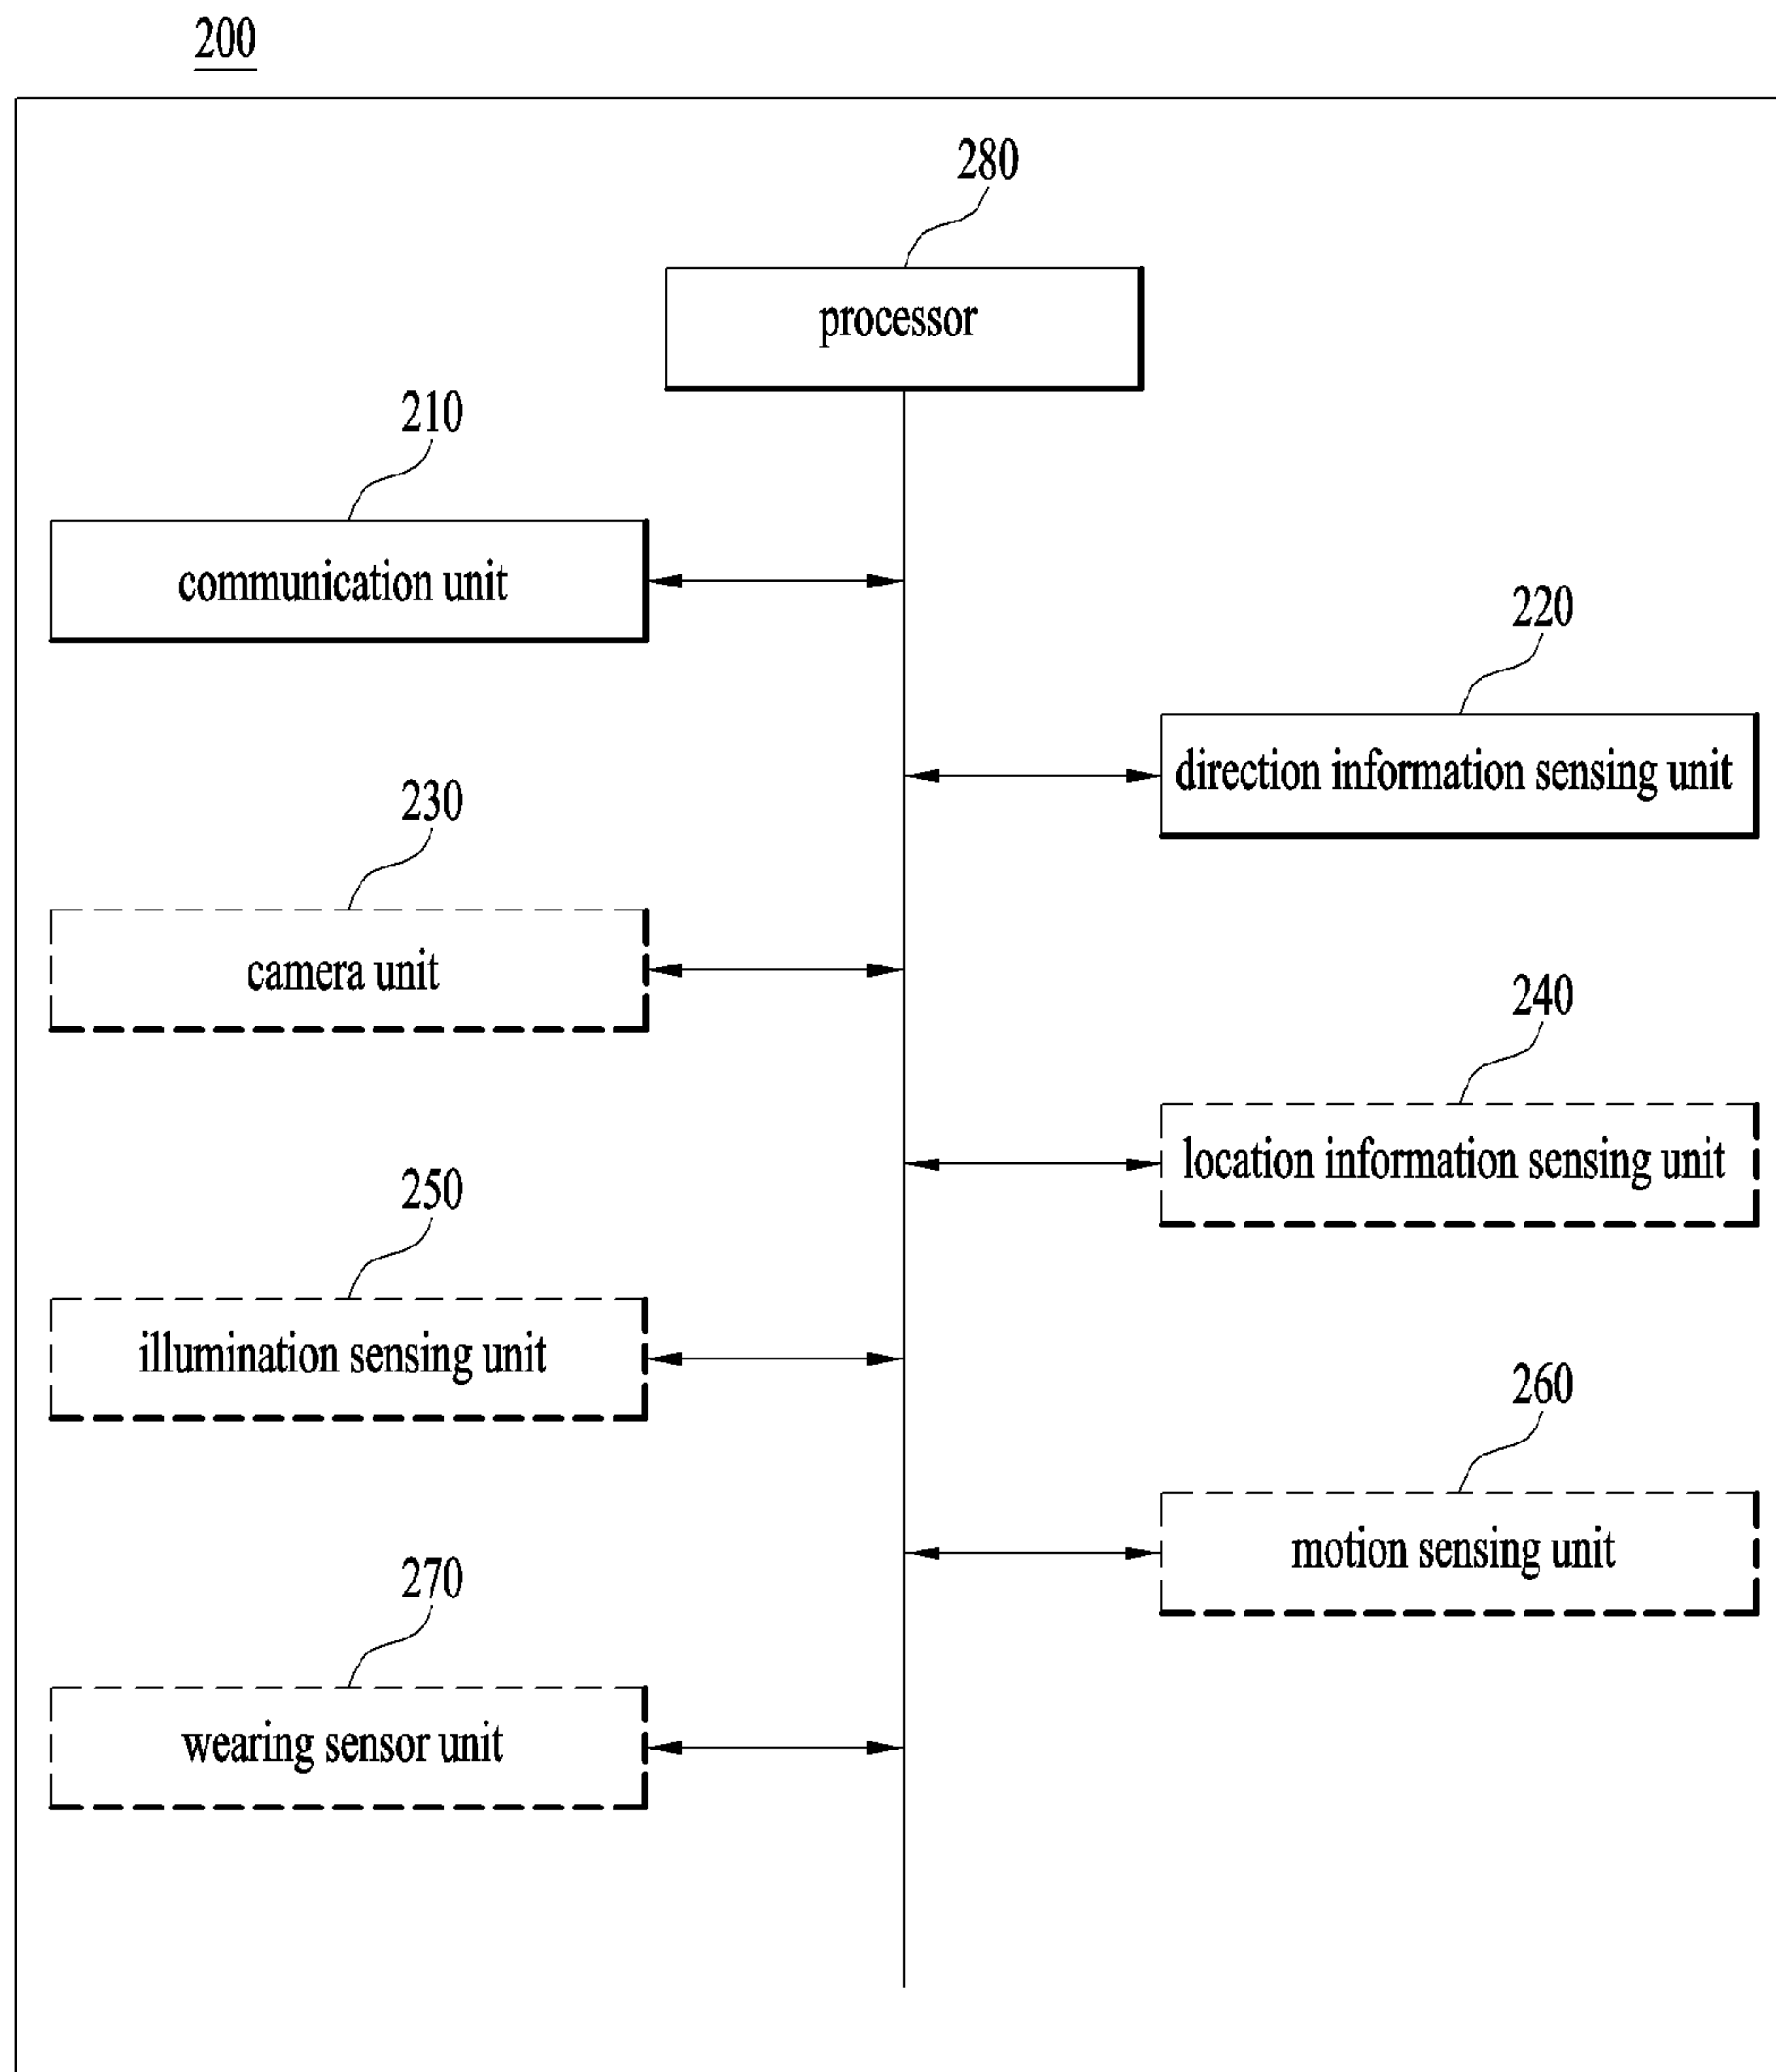 200
280
processor
210
communication unit
220
direction information sensing unit
230
camera unit
240
location information sensing unit
250
illumination sensing unit
260
motion sensing unit
270
wearing sensor unit